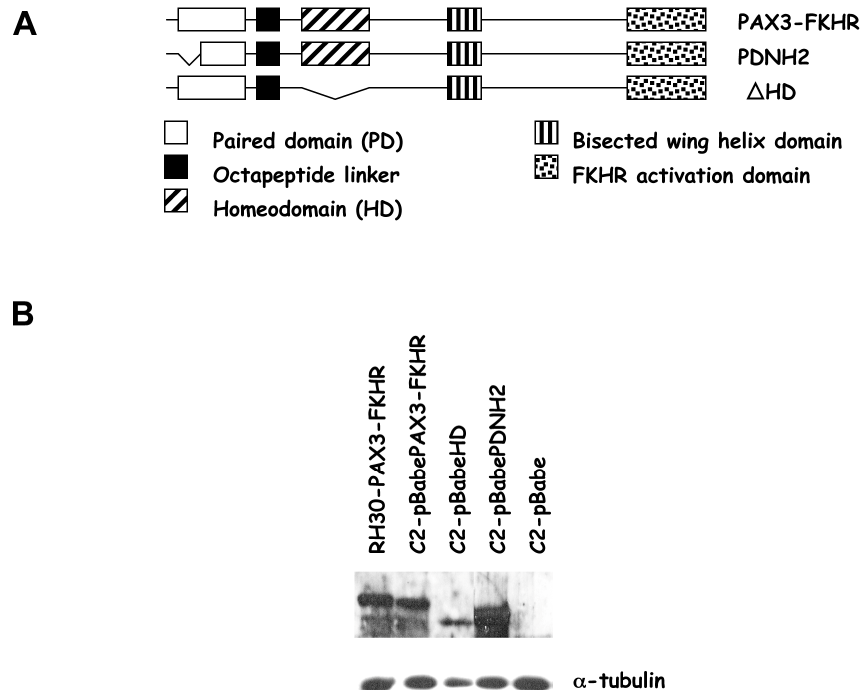 A
PAX3-FKHR
PDNH2
△HD
Paired domain (PD)
Octapeptide linker
Homeodomain (HD)
Bisected wing helix domain
FKHR activation domain
B
RH30-PAX3-FKHR
C2-pBabePAX3-FKHR
C2-pBabeHD
C2-pBabePDNH2
C2-pBabe
α-tubulin